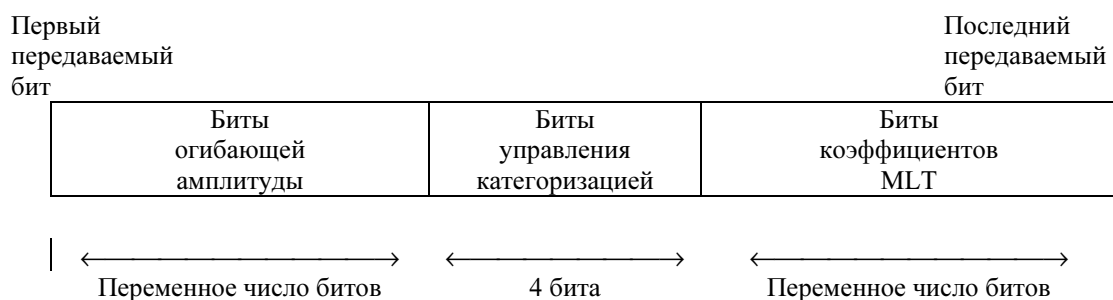 Первый
передаваемый
бит
Последний
передаваемый
бит
Биты
огибающей
амплитуды
Биты
управления
категоризацией
Биты
коэффициентов
MLT
Переменное число битов
4 бита
Переменное число битов